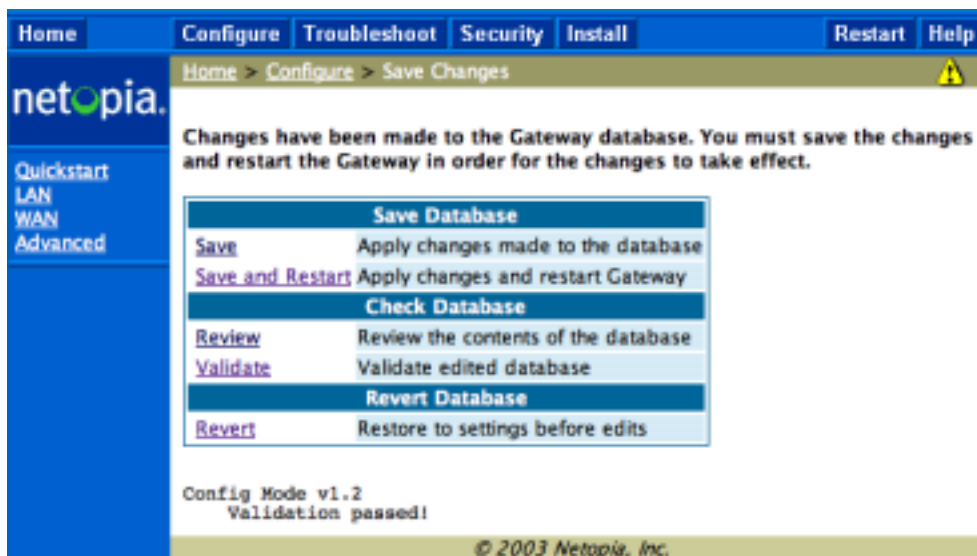 Home Configure Troubleshoot Security Install Restart Help
netopia.
Home > Configure > Save Changes
Quickstart
LAN
WAN
Advanced
Changes have been made to the Gateway database. You must save the changes
and restart the Gateway in order for the changes to take effect.
Save Database
Save Apply changes made to the database
Save and Restart Apply changes and restart Gateway
Check Database
Review Review the contents of the database
Validate Validate edited database
Revert Database
Revert Restore to settings before edits
Config Mode v1.2
Validation passed!
© 2003 Netopia, Inc.